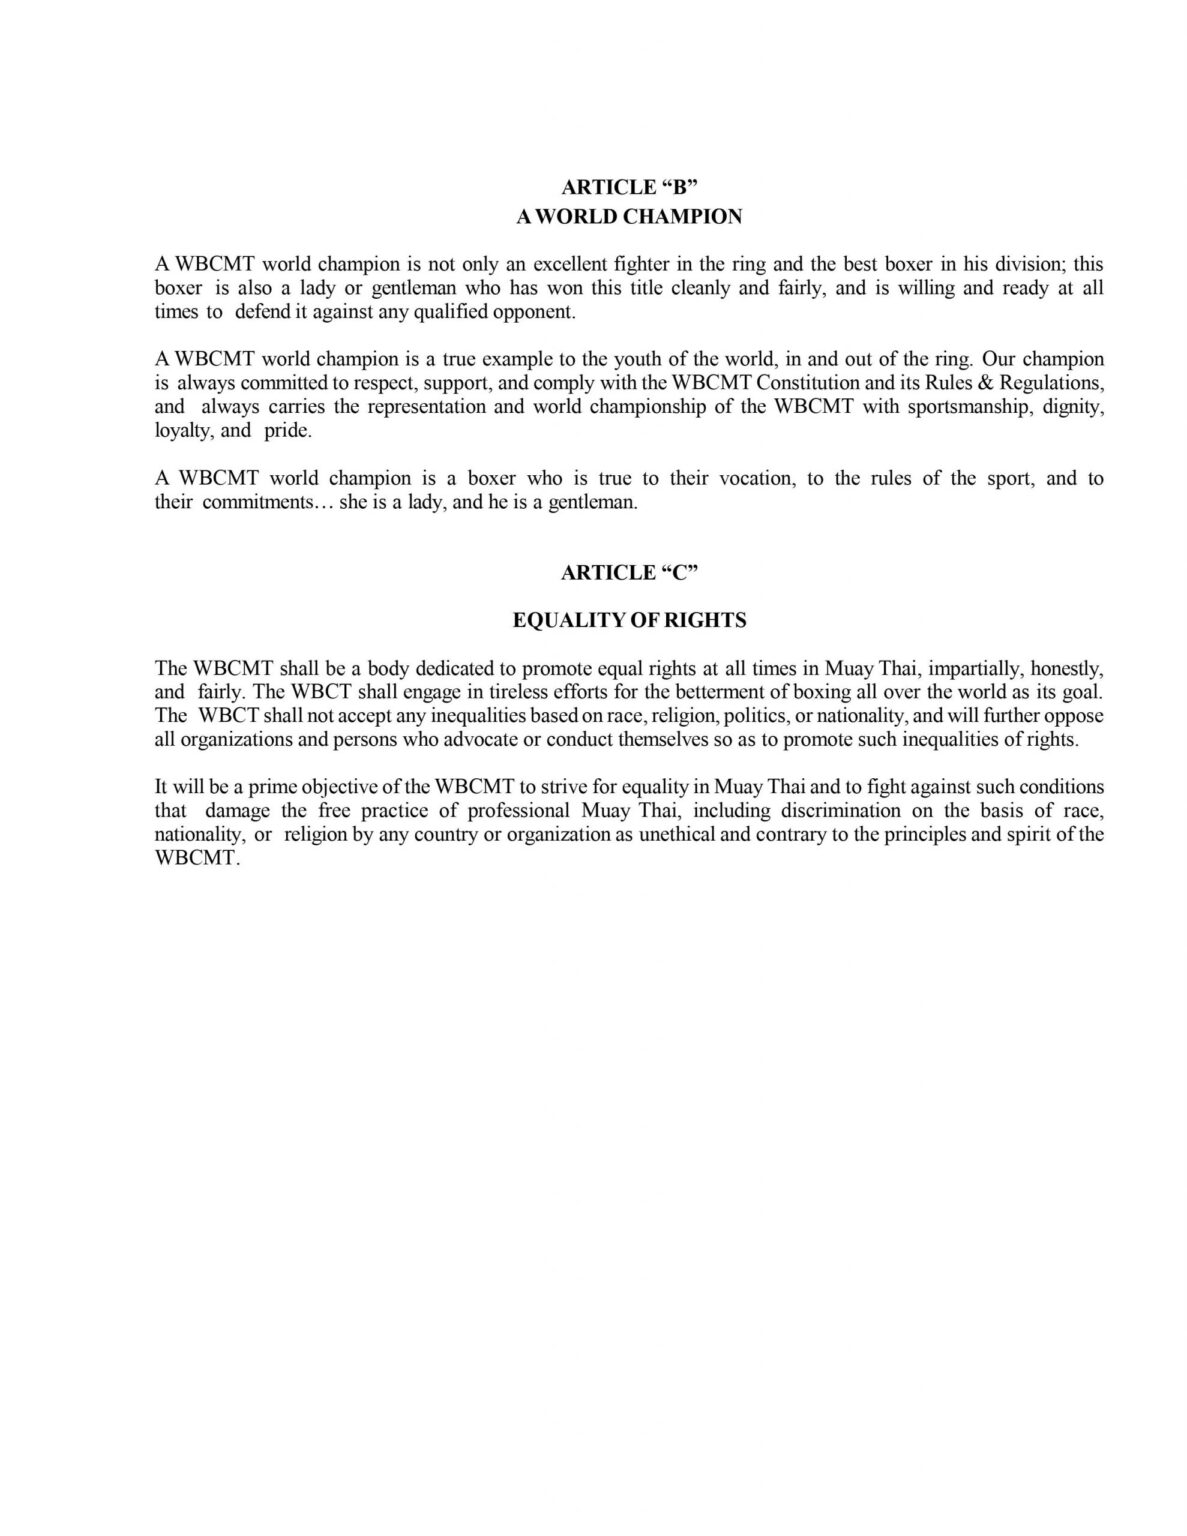 ARTICLE “B”
A WORLD CHAMPION
A WBCMT world champion is not only an excellent fighter in the ring and the best boxer in his division; this
boxer is also a lady or gentleman who has won this title cleanly and fairly, and is willing and ready at all
times to defend it against any qualified opponent.
A WBCMT world champion is a true example to the youth of the world, in and out of the ring. Our champion
is always committed to respect, support, and comply with the WBCMT Constitution and its Rules & Regulations,
and always carries the representation and world championship of the WBCMT with sportsmanship, dignity,
loyalty, and pride.
A WBCMT world champion is a boxer who is true to their vocation, to the rules of the sport, and to
their commitments… she is a lady, and he is a gentleman.
ARTICLE “C”
EQUALITY OF RIGHTS
The WBCMT shall be a body dedicated to promote equal rights at all times in Muay Thai, impartially, honestly,
and fairly. The WBCT shall engage in tireless efforts for the betterment of boxing all over the world as its goal.
The WBCT shall not accept any inequalities based on race, religion, politics, or nationality, and will further oppose
all organizations and persons who advocate or conduct themselves so as to promote such inequalities of rights.
It will be a prime objective of the WBCMT to strive for equality in Muay Thai and to fight against such conditions
that damage the free practice of professional Muay Thai, including discrimination on the basis of race,
nationality, or religion by any country or organization as unethical and contrary to the principles and spirit of the
WBCMT.